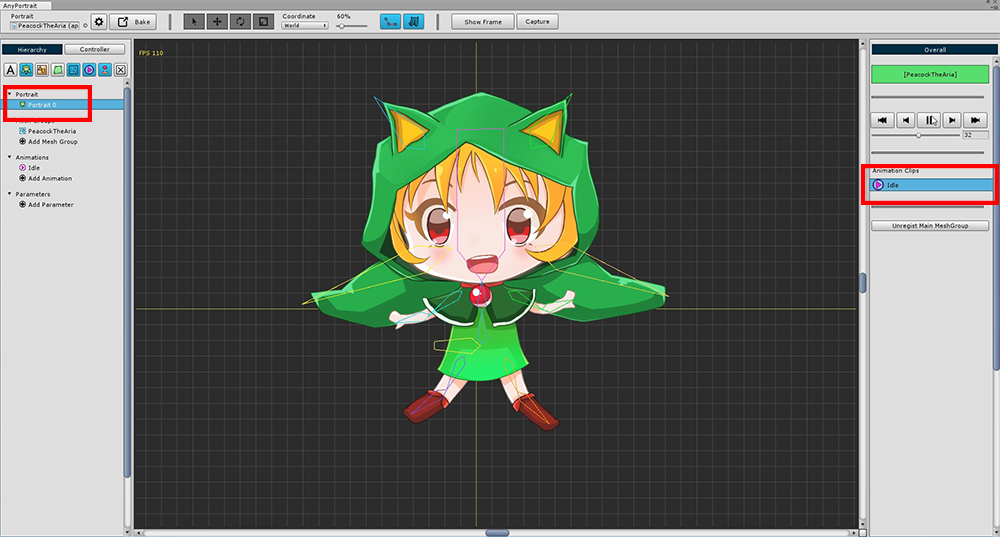 AnyPortrait
Portrait
PeacockTheAria (ap
Bake
Coordinate
World
60%
Show Frame
Capture
Hierarchy
Controller
A
Portrait
Portrait 0
PeacockTheAria
Add Mesh Group
Animations
Idle
Add Animation
Parameters
Add Parameter
FPS 110
Overall
[PeacockTheAria]
32
Animation Clips
Idle
Unregist Main MeshGroup